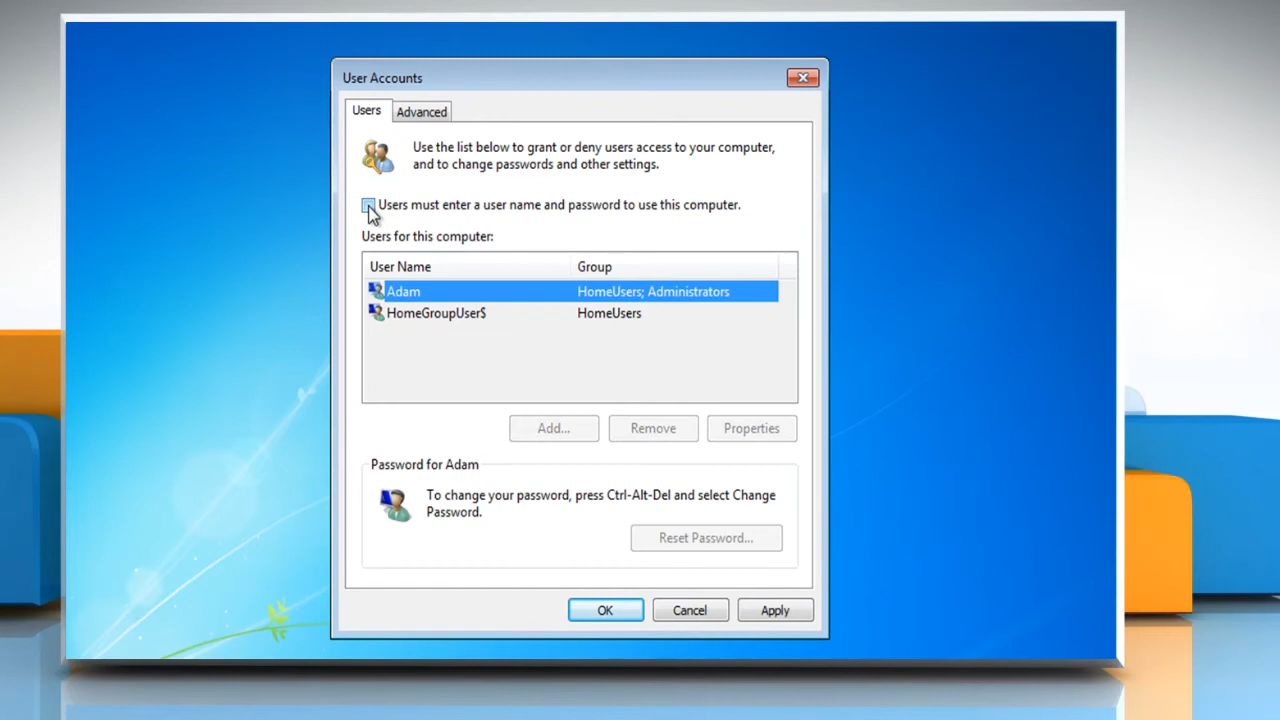 User Accounts
Users
Advanced
Use the list below to grant or deny users access to your computer,
and to change passwords and other settings.
Users must enter a user name and password to use this computer.
Users for this computer:
User Name Group
Adam HomeUsers; Administrators
HomeGroupUser$ HomeUsers
Add... Remove Properties
Password for Adam
To change your password, press Ctrl-Alt-Del and select Change
Password.
Reset Password...
OK Cancel Apply